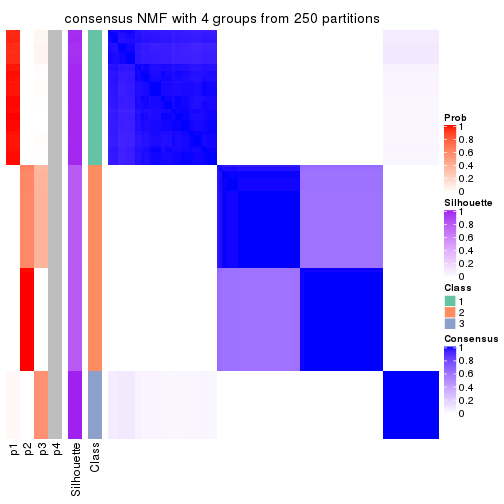 consensus NMF with 4 groups from 250 partitions
p1
p2
p3
p4
Silhouette
Class
Prob
1
0.8
0.6
0.4
0.2
0
Silhouette
1
0.8
0.6
0.4
0.2
0
Class
1
2
3
Consensus
1
0.8
0.6
0.4
0.2
0